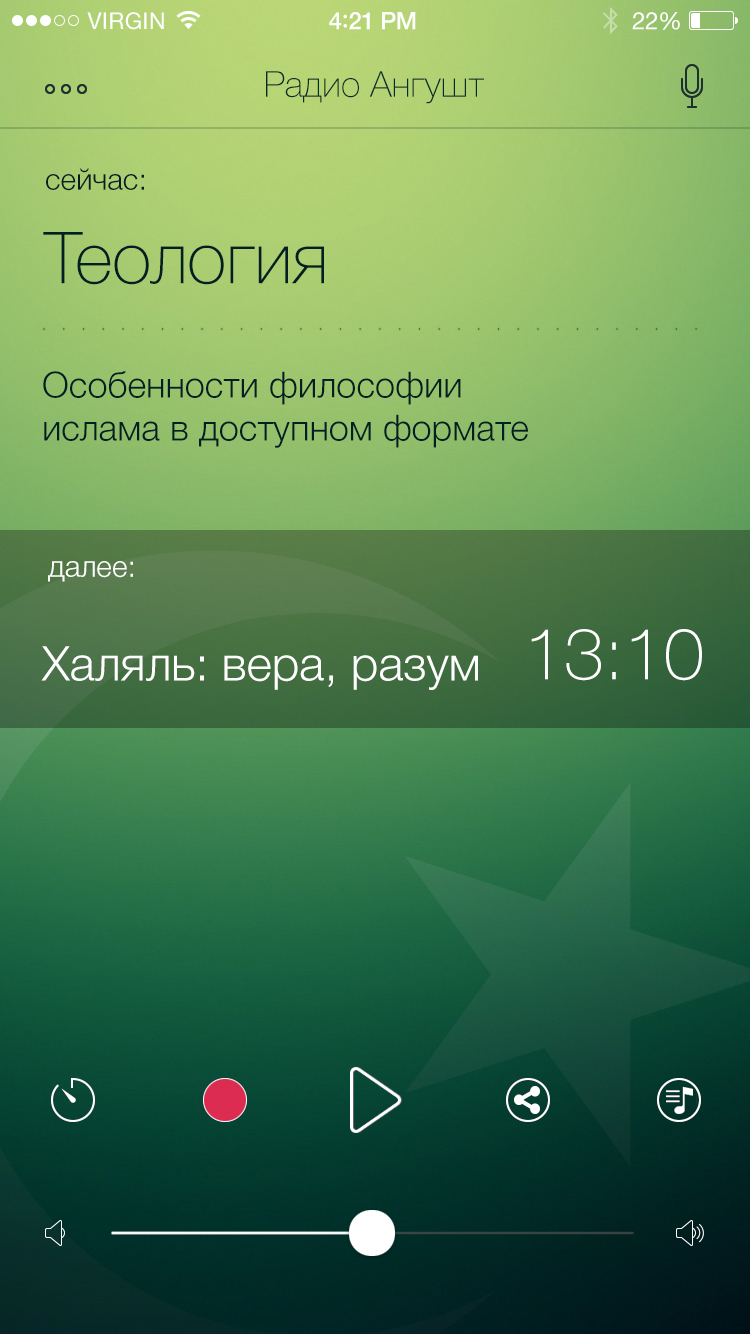 VIRGIN 4:21 PM 22%
Радио Ангушт
сейчас:
Теология
Особенности философии
ислама в доступном формате
далее:
Халяль: вера, разум 13:10